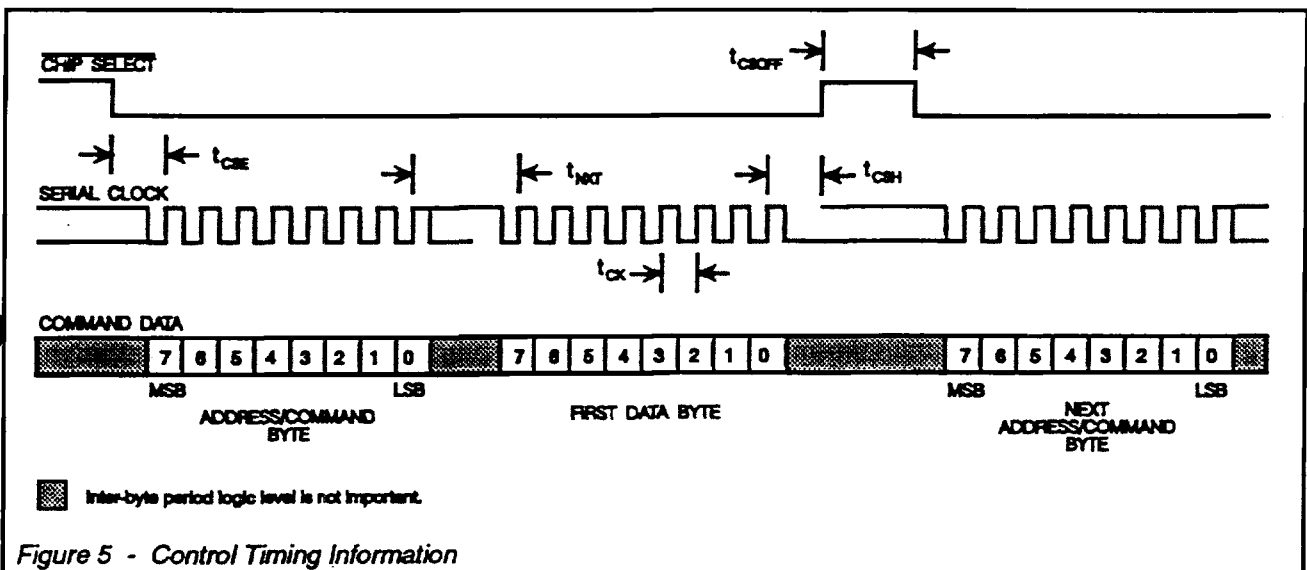 CHIP SELECT
tCSOFF
tCSE
tNXT
tCSH
SERIAL CLOCK
tCK
COMMAND DATA
7 6 5 4 3 2 1 0 7 6 5 4 3 2 1 0 7 6 5 4 3 2 1 0
MSB LSB MSB LSB
ADDRESS/COMMAND
BYTE
FIRST DATA BYTE
NEXT
ADDRESS/COMMAND
BYTE
Inter-byte period logic level is not important.
Figure 5 - Control Timing Information